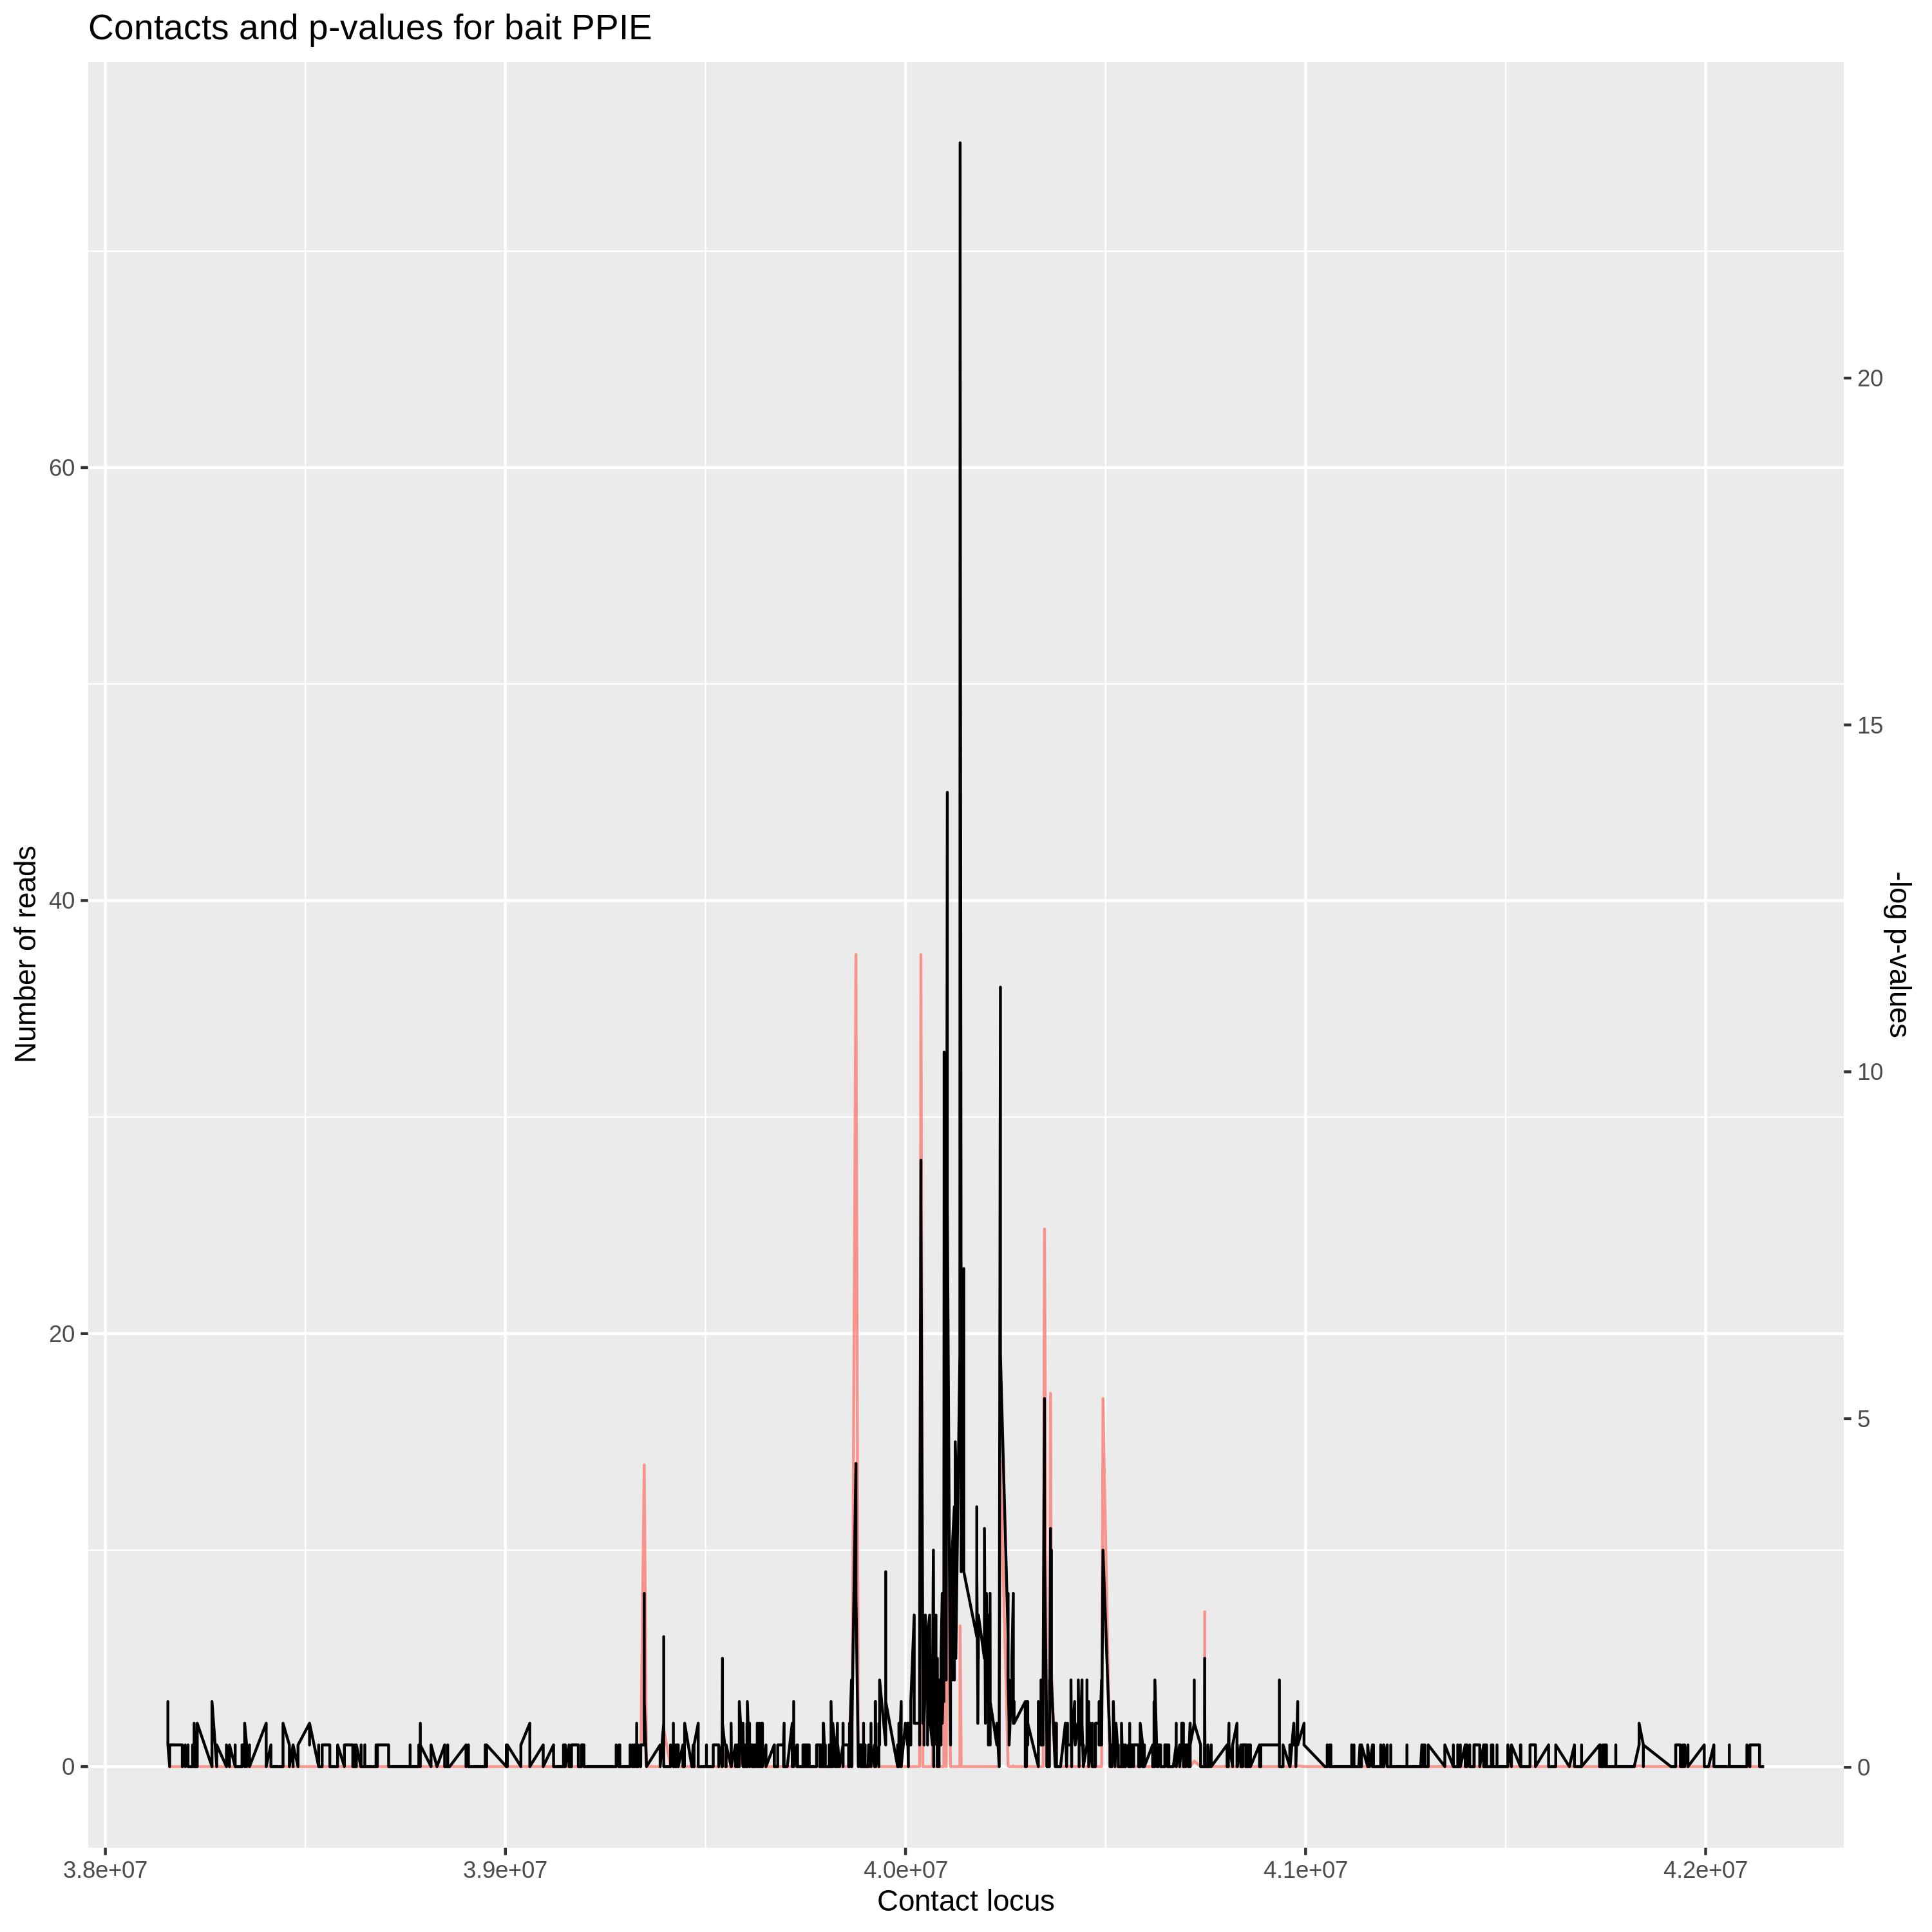 Contacts and p-values for bait PPIE
Number of reads
60
40
20
0
20
15
10
5
0
-log p-values
3.8e+07 3.9e+07 4.0e+07 4.1e+07 4.2e+07
Contact locus